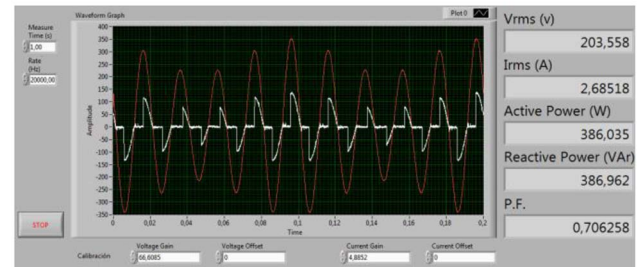 Waveform Graph
Plot 0
Measure
Time (s)
1,00
Rate
(Hz)
20000,00
STOP
Amplitude
400
350
300
250
200
150
100
50
0
-50
-100
-150
-200
-250
-300
-350
0
0,02
0,04
0,06
0,08
0,1
0,12
0,14
0,16
0,18
0,2
Time
Calibración
Voltage Gain
66,6085
Voltage Offset
0
Current Gain
4,8852
Current Offset
0
Vrms (v)
203,558
Irms (A)
2,68518
Active Power (W)
386,035
Reactive Power (VAr)
386,962
P.F.
0,706258